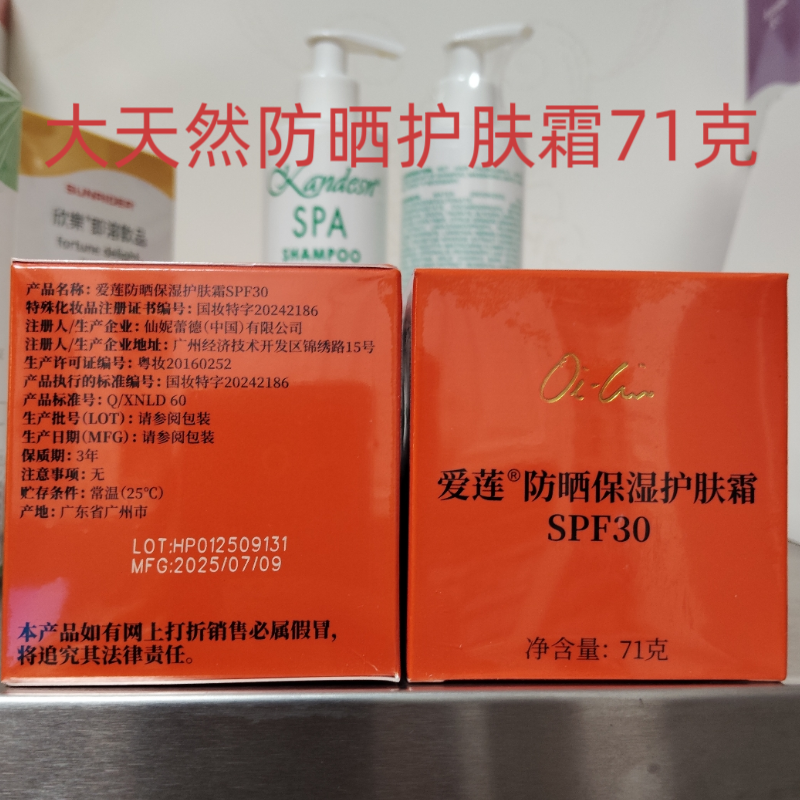 大天然防晒护肤霜71克
SUNRIDER
欣樂®即溶飲品
fortune delight
Kandesn
SPA
SHAMPOO
产品名称：爱莲防晒保湿护肤霜SPF30
特殊化妆品注册证书编号：国妆特字20242186
注册人/生产企业：仙妮蕾德(中国)有限公司
注册人/生产企业地址：广州经济技术开发区锦绣路15号
生产许可证编号：粤妆20160252
产品执行的标准编号：国妆特字20242186
产品标准号：Q/XNLD 60
生产批号(LOT)：请参阅包装
生产日期(MFG)：请参阅包装
保质期：3年
注意事项：无
贮存条件：常温(25℃)
产地：广东省广州市
LOT:HP012509131
MFG:2025/07/09
本产品如有网上打折销售必属假冒，
将追究其法律责任。
Oi-Lin
爱莲®防晒保湿护肤霜
SPF30
净含量：71克